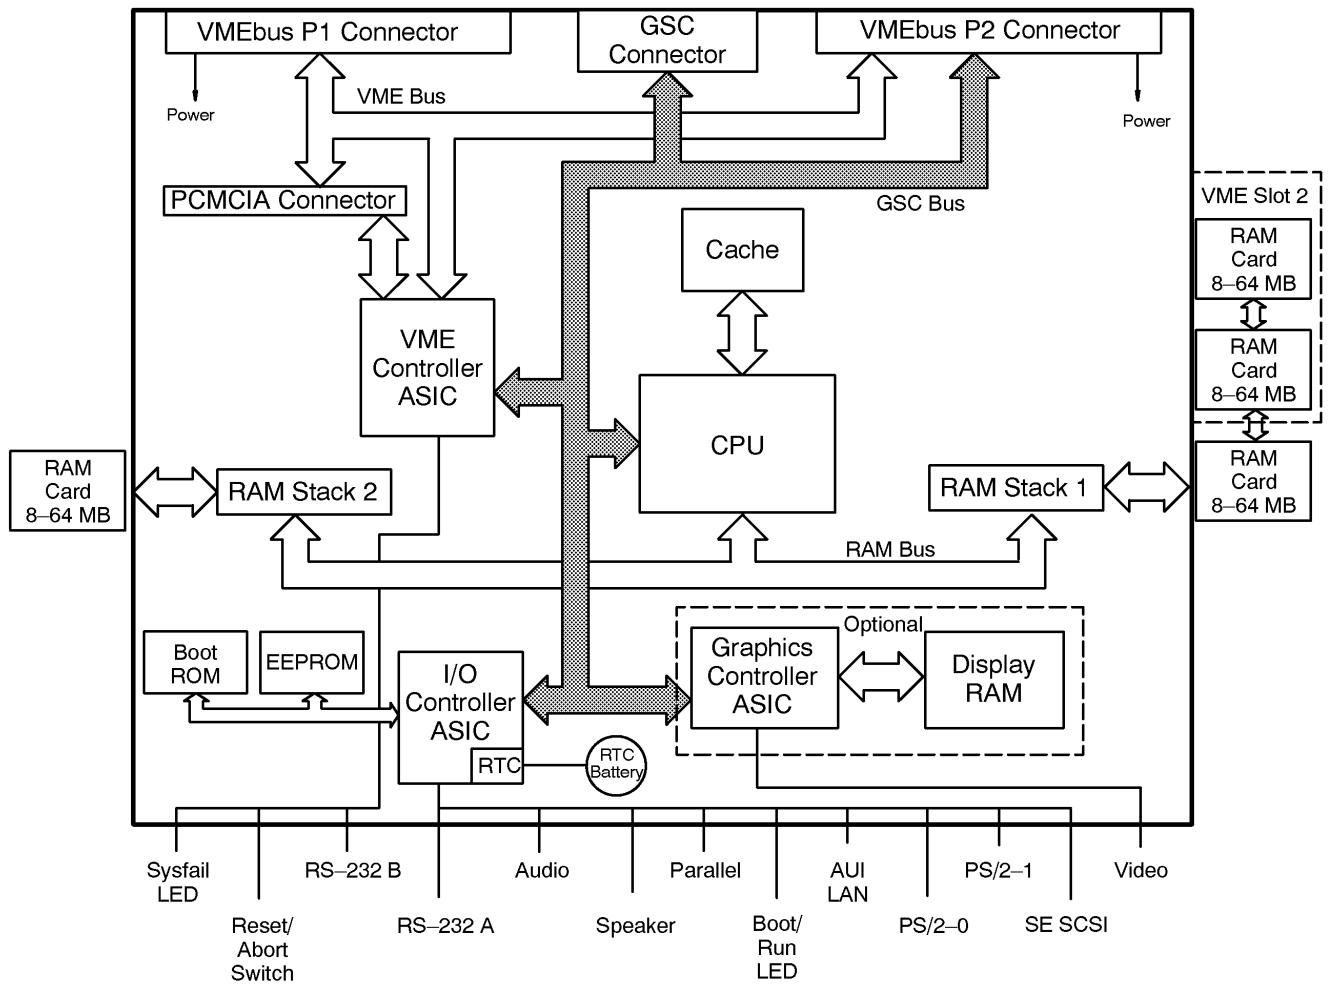 VMEbus P1 Connector
GSC
Connector
VMEbus P2 Connector
VME Bus
Power
Power
PCMCIA Connector
GSC Bus
VME Slot 2
RAM
Card
8–64 MB
Cache
VME
Controller
ASIC
RAM
Card
8–64 MB
CPU
RAM
Card
8–64 MB
RAM Stack 2
RAM Stack 1
RAM
Card
8–64 MB
RAM Bus
Boot
ROM
EEPROM
I/O
Controller
ASIC
RTC
RTC
Battery
Optional
Graphics
Controller
ASIC
Display
RAM
Sysfail
LED
RS–232 B
Audio
Parallel
AUI
LAN
PS/2–1
Video
Reset/
Abort
Switch
RS–232 A
Speaker
Boot/
Run
LED
PS/2–0
SE SCSI